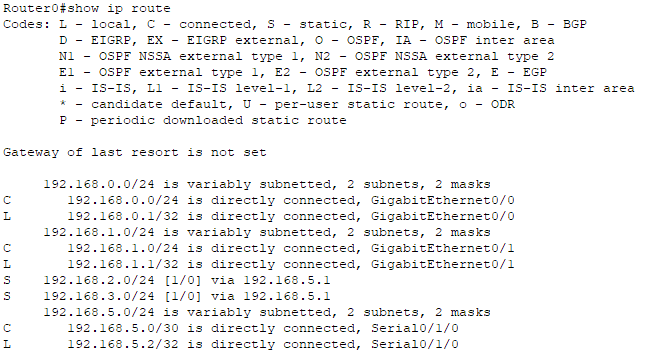 Router0#show ip route
Codes: L - local, C - connected, S - static, R - RIP, M - mobile, B - BGP
       D - EIGRP, EX - EIGRP external, O - OSPF, IA - OSPF inter area
       N1 - OSPF NSSA external type 1, N2 - OSPF NSSA external type 2
       E1 - OSPF external type 1, E2 - OSPF external type 2, E - EGP
       i - IS-IS, L1 - IS-IS level-1, L2 - IS-IS level-2, ia - IS-IS inter area
       * - candidate default, U - per-user static route, o - ODR
       P - periodic downloaded static route

Gateway of last resort is not set

     192.168.0.0/24 is variably subnetted, 2 subnets, 2 masks
C       192.168.0.0/24 is directly connected, GigabitEthernet0/0
L       192.168.0.1/32 is directly connected, GigabitEthernet0/0
     192.168.1.0/24 is variably subnetted, 2 subnets, 2 masks
C       192.168.1.0/24 is directly connected, GigabitEthernet0/1
L       192.168.1.1/32 is directly connected, GigabitEthernet0/1
S    192.168.2.0/24 [1/0] via 192.168.5.1
S    192.168.3.0/24 [1/0] via 192.168.5.1
     192.168.5.0/24 is variably subnetted, 2 subnets, 2 masks
C       192.168.5.0/30 is directly connected, Serial0/1/0
L       192.168.5.2/32 is directly connected, Serial0/1/0